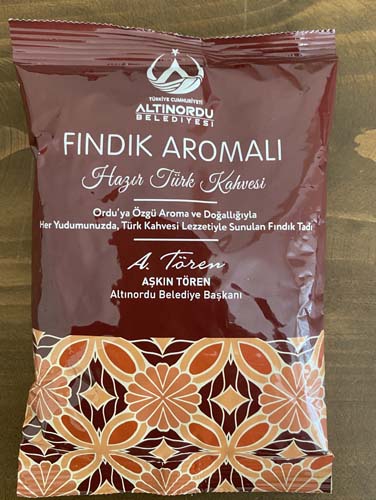 TÜRKİYE CUMHURİYETİ
ALTINORDU
BELEDİYESİ
FINDIK AROMALI
Hazır Türk Kahvesi
Ordu'ya Özgü Aroma ve Doğallığıyla
Her Yudumunuzda, Türk Kahvesi Lezzetiyle Sunulan Fındık Tadı
A. Tören
AŞKIN TÖREN
Altınordu Belediye Başkanı